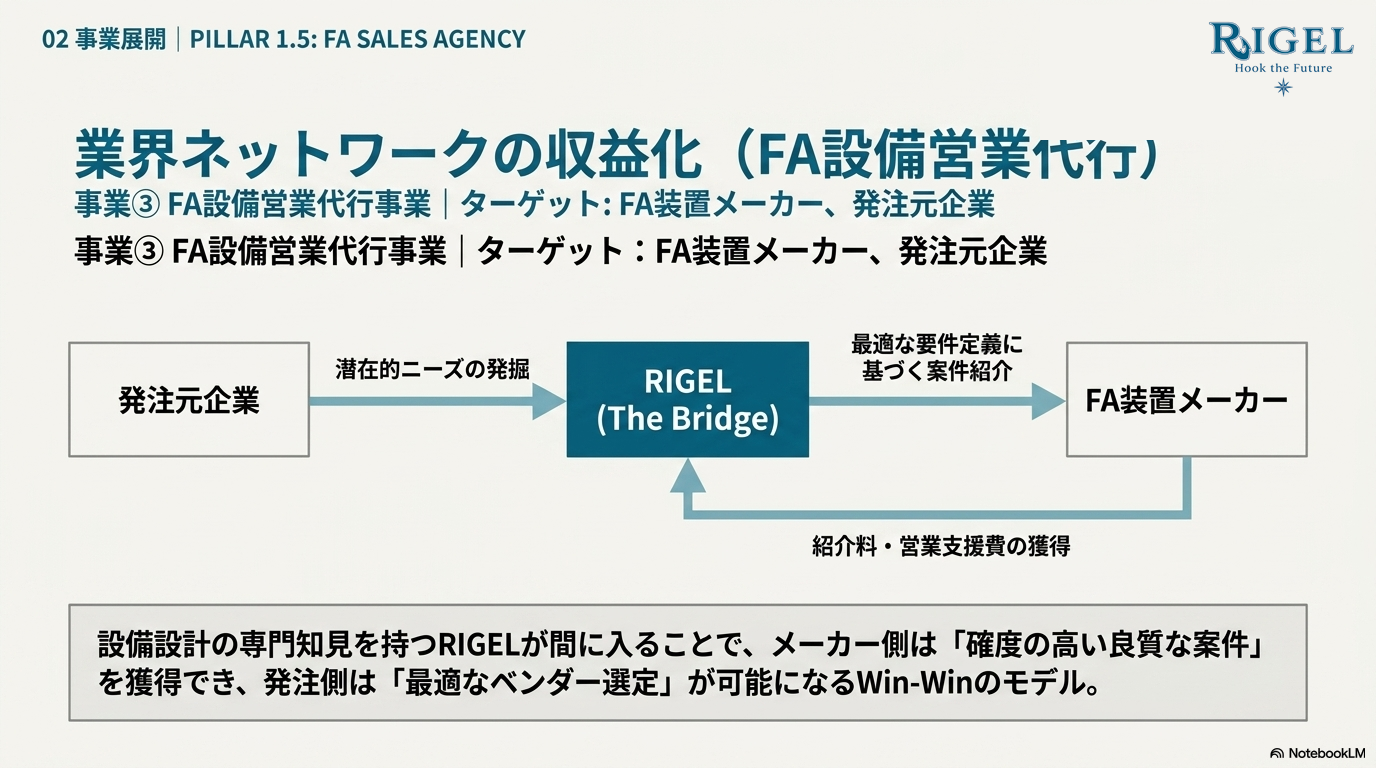 02 事業展開｜PILLAR 1.5: FA SALES AGENCY
RIGEL
Hook the Future
業界ネットワークの収益化（FA設備営業代行）
事業③ FA設備営業代行事業｜ターゲット: FA装置メーカー、発注元企業
事業③ FA設備営業代行事業｜ターゲット：FA装置メーカー、発注元企業
発注元企業
潜在的ニーズの発掘
RIGEL
(The Bridge)
最適な要件定義に
基づく案件紹介
FA装置メーカー
紹介料・営業支援費の獲得
設備設計の専門知見を持つRIGELが間に入ることで、メーカー側は「確度の高い良質な案件」
を獲得でき、発注側は「最適なベンダー選定」が可能になるWin-Winのモデル。
NotebookLM